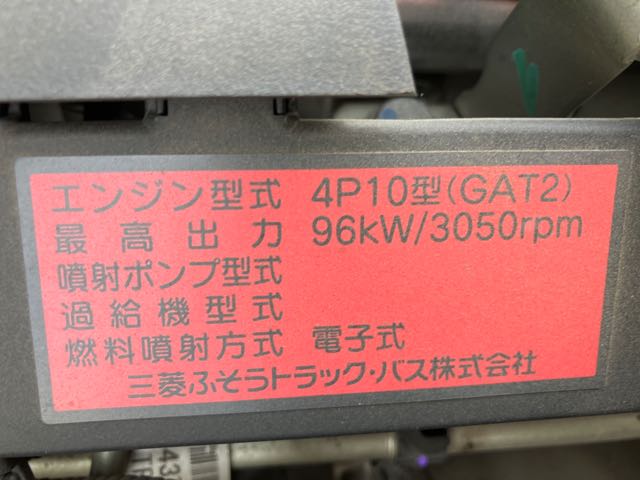 エンジン型式 4P10型(GAT2)
最高出力 96kW/3050rpm
噴射ポンプ型式
過給機型式
燃料噴射方式 電子式
三菱ふそうトラック・バス株式会社